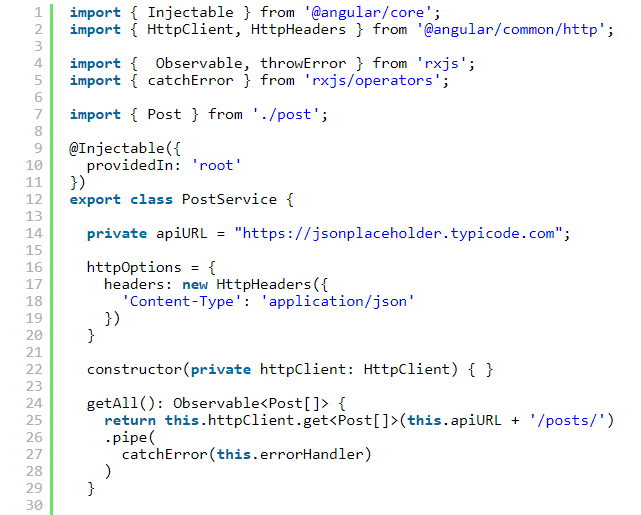 1 import { Injectable } from '@angular/core';
2 import { HttpClient, HttpHeaders } from '@angular/common/http';
3
4 import {  Observable, throwError } from 'rxjs';
5 import { catchError } from 'rxjs/operators';
6
7 import { Post } from './post';
8
9 @Injectable({
10   providedIn: 'root'
11 })
12 export class PostService {
13
14   private apiURL = "https://jsonplaceholder.typicode.com";
15
16   httpOptions = {
17     headers: new HttpHeaders({
18       'Content-Type': 'application/json'
19     })
20   }
21
22   constructor(private httpClient: HttpClient) { }
23
24   getAll(): Observable<Post[]> {
25     return this.httpClient.get<Post[]>(this.apiURL + '/posts/')
26     .pipe(
27       catchError(this.errorHandler)
28     )
29   }
30